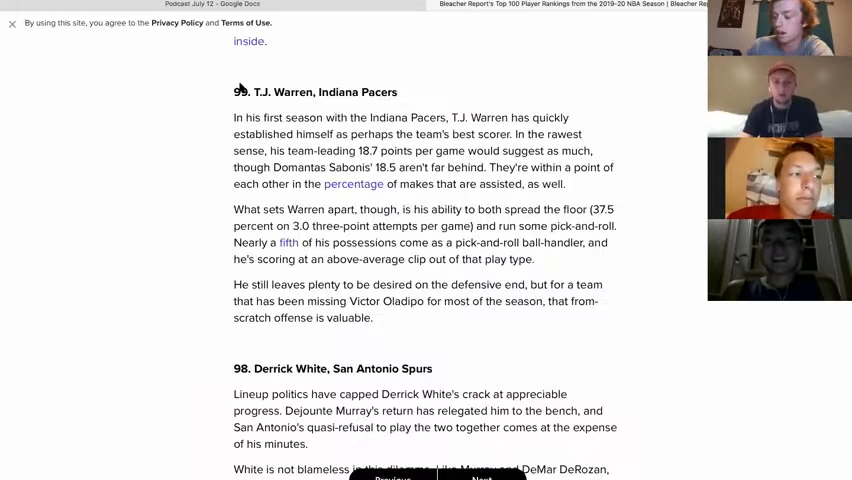 Podcast July 12 - Google Docs
Bleacher Report's Top 100 Player Rankings from the 2019-20 NBA Season | Bleacher Rep
By using this site, you agree to the Privacy Policy and Terms of Use.
inside.
99. T.J. Warren, Indiana Pacers
In his first season with the Indiana Pacers, T.J. Warren has quickly
established himself as perhaps the team's best scorer. In the rawest
sense, his team-leading 18.7 points per game would suggest as much,
though Domantas Sabonis' 18.5 aren't far behind. They're within a point of
each other in the percentage of makes that are assisted, as well.
What sets Warren apart, though, is his ability to both spread the floor (37.5
percent on 3.0 three-point attempts per game) and run some pick-and-roll.
Nearly a fifth of his possessions come as a pick-and-roll ball-handler, and
he's scoring at an above-average clip out of that play type.
He still leaves plenty to be desired on the defensive end, but for a team
that has been missing Victor Oladipo for most of the season, that from-
scratch offense is valuable.
98. Derrick White, San Antonio Spurs
Lineup politics have capped Derrick White's crack at appreciable
progress. Dejounte Murray's return has relegated him to the bench, and
San Antonio's quasi-refusal to play the two together comes at the expense
of his minutes.
White is not blameless in this dilemma. Like Murray and DeMar DeRozan,
Previous Next